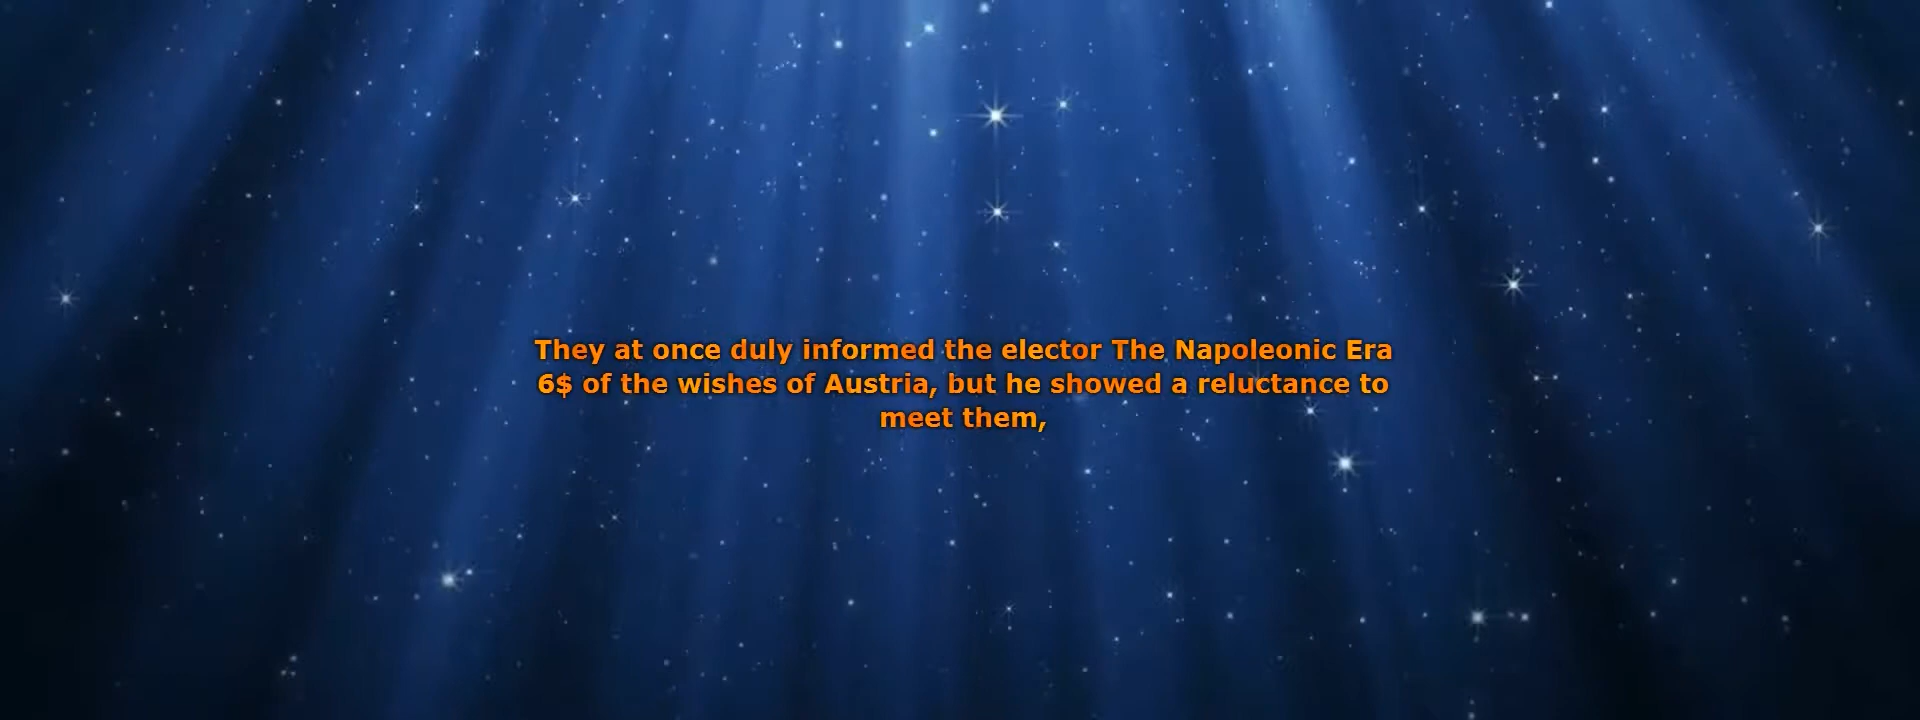 They at once duly informed the elector The Napoleonic Era
6$ of the wishes of Austria, but he showed a reluctance to
meet them,